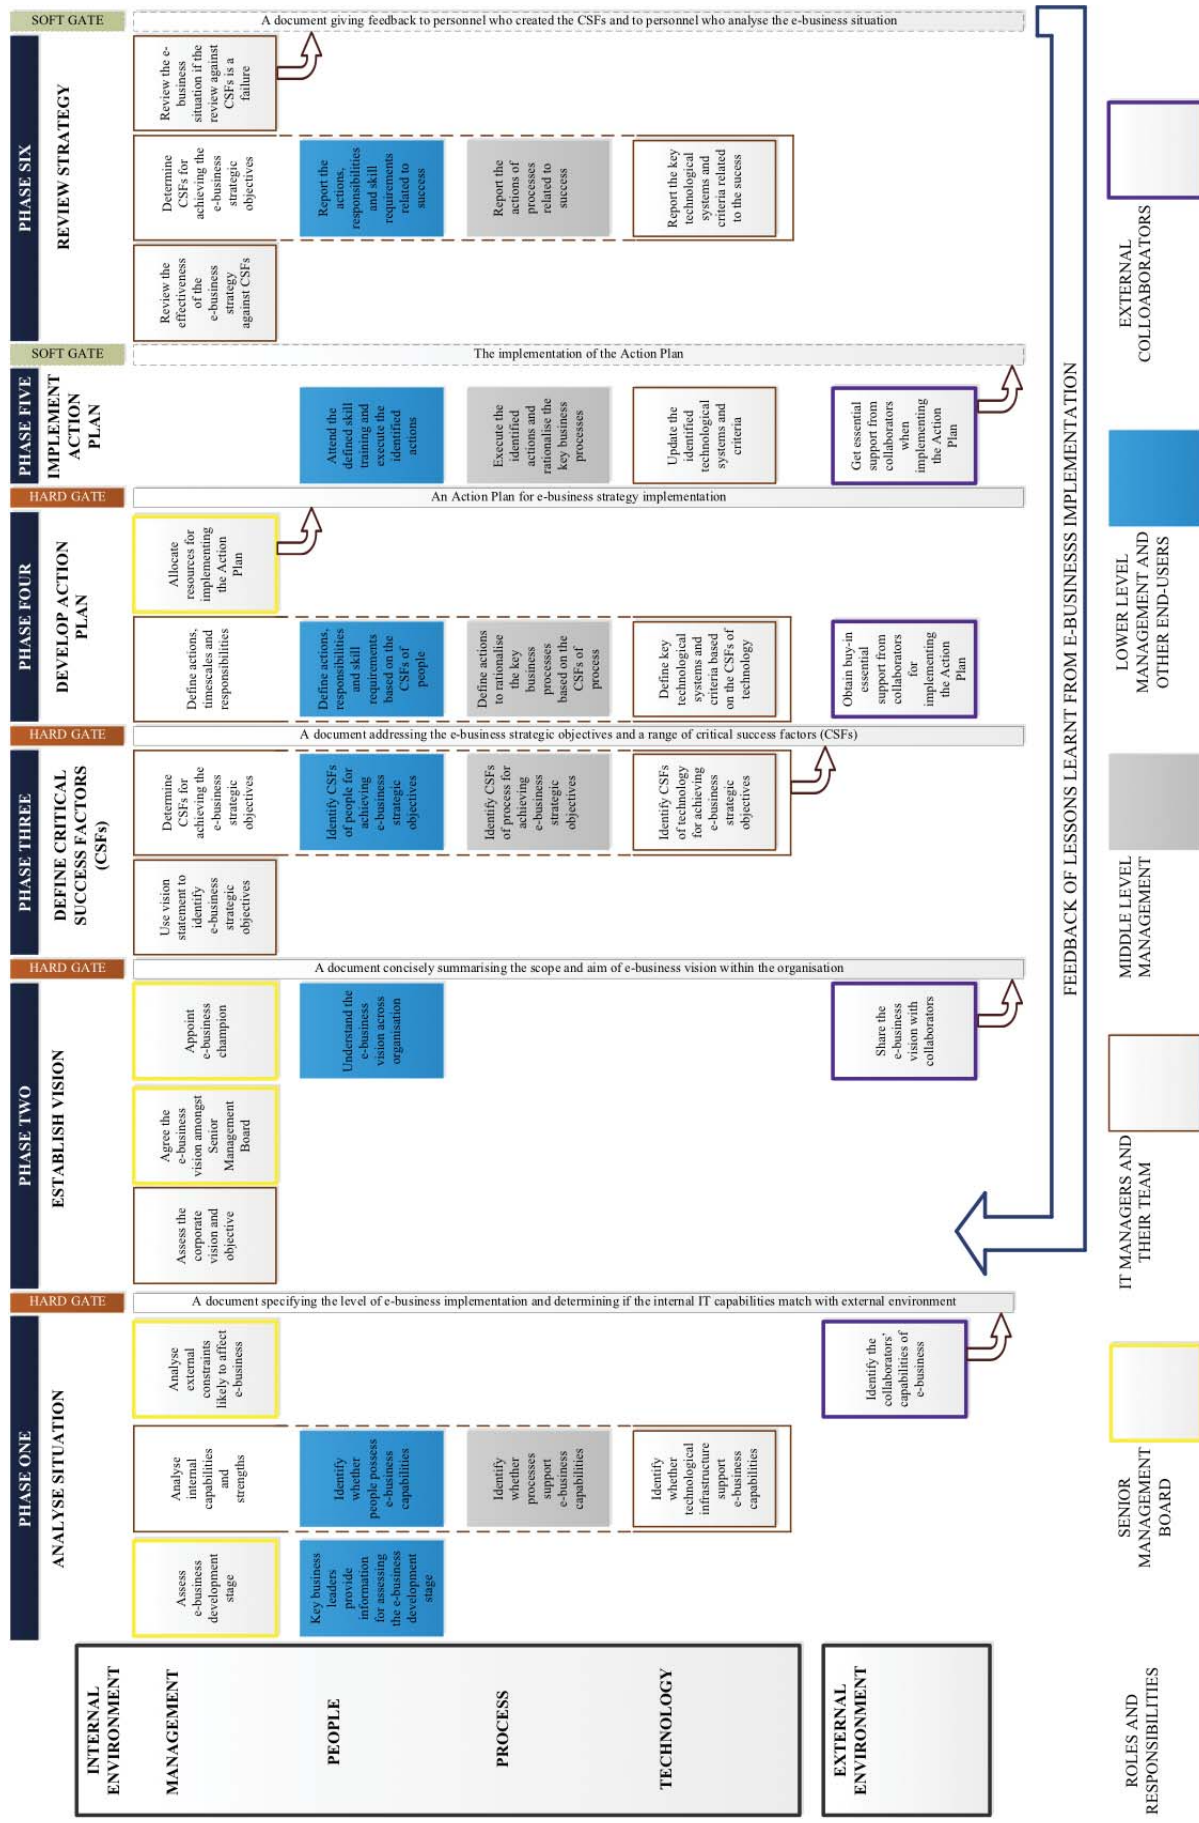 PHASE ONE
ANALYSE SITUATION
HARD GATE
PHASE TWO
ESTABLISH VISION
HARD GATE
PHASE THREE
DEFINE CRITICAL
SUCCESS FACTORS
(CSFs)
HARD GATE
PHASE FOUR
DEVELOP ACTION
PLAN
HARD GATE
PHASE FIVE
IMPLEMENT
ACTION
PLAN
SOFT GATE
PHASE SIX
REVIEW STRATEGY
SOFT GATE
INTERNAL
ENVIRONMENT
MANAGEMENT
Assess
e-business
development
stage
Analyse
internal
capabilities
and
strengths
Analyse
external
constraints
likely to affect
e-business
A document specifying the level of e-business implementation and determining if the internal IT capabilities match with external environment
Assess the
corporate
vision and
objective
Agree the
e-business
vision amongst
Senior
Management
Board
Appoint
e-business
champion
A document concisely summarising the scope and aim of e-business vision within the organisation
Use vision
statement to
identify
e-business
strategic
objectives
Determine
CSFs for
achieving the
e-business
strategic
objectives
A document addressing the e-business strategic objectives and a range of critical success factors (CSFs)
Define actions,
timescales and
responsibilities
Allocate
resources for
implementing
the Action
Plan
An Action Plan for e-business strategy implementation
The implementation of the Action Plan
Review the
effectiveness
of the
e-business
strategy
against CSFs
Determine
CSFs for
achieving the
e-business
strategic
objectives
Review the e-
business
situation if the
review against
CSFs is a
failure
A document giving feedback to personnel who created the CSFs and to personnel who analyse the e-business situation
PEOPLE
Key business
leaders
provide
information
for assessing
the e-business
development
stage
Identify
whether
people possess
e-business
capabilities
Understand the
e-business
vision across
organisation
Identify CSFs
of people for
achieving
e-business
strategic
objectives
Define actions,
responsibilities
and skill
requirements
based on the
CSFs of
people
Attend the
defined skill
training and
execute the
identified
actions
Report the
actions,
responsibilities
and skill
requirements
related to
success
PROCESS
Identify
whether
processes
support
e-business
capabilities
Identify CSFs
of process for
achieving
e-business
strategic
objectives
Define actions
to rationalise
the key
business
processes
based on the
CSFs of
process
Execute the
identified
actions and
rationalise the
key business
processes
Report the
actions of
processes
related to
success
TECHNOLOGY
Identify
whether
technological
infrastructure
support
e-business
capabilities
Identify CSFs
of technology
for achieving
e-business
strategic
objectives
Define key
technological
systems and
criteria based
on the CSFs of
technology
Update the
identified
technological
systems and
criteria
Report the key
technological
systems and
criteria related
to the sucess
EXTERNAL
ENVIRONMENT
Identify the
collaborators'
capabilities of
e-business
Share the
e-business
vision with
collaborators
Obtain buy-in
essential
support from
collaborators
for
implementing
the Action
Plan
Get essential
support from
collaborators
when
implementing
the Action
Plan
FEEDBACK OF LESSONS LEARNT FROM E-BUSINESSS IMPLEMENTATION
ROLES AND
RESPONSIBILITIES
SENIOR
MANAGEMENT
BOARD
IT MANAGERS AND
THEIR TEAM
MIDDLE LEVEL
MANAGEMENT
LOWER LEVEL
MANAGEMENT AND
OTHER END-USERS
EXTERNAL
COLLOABORATORS